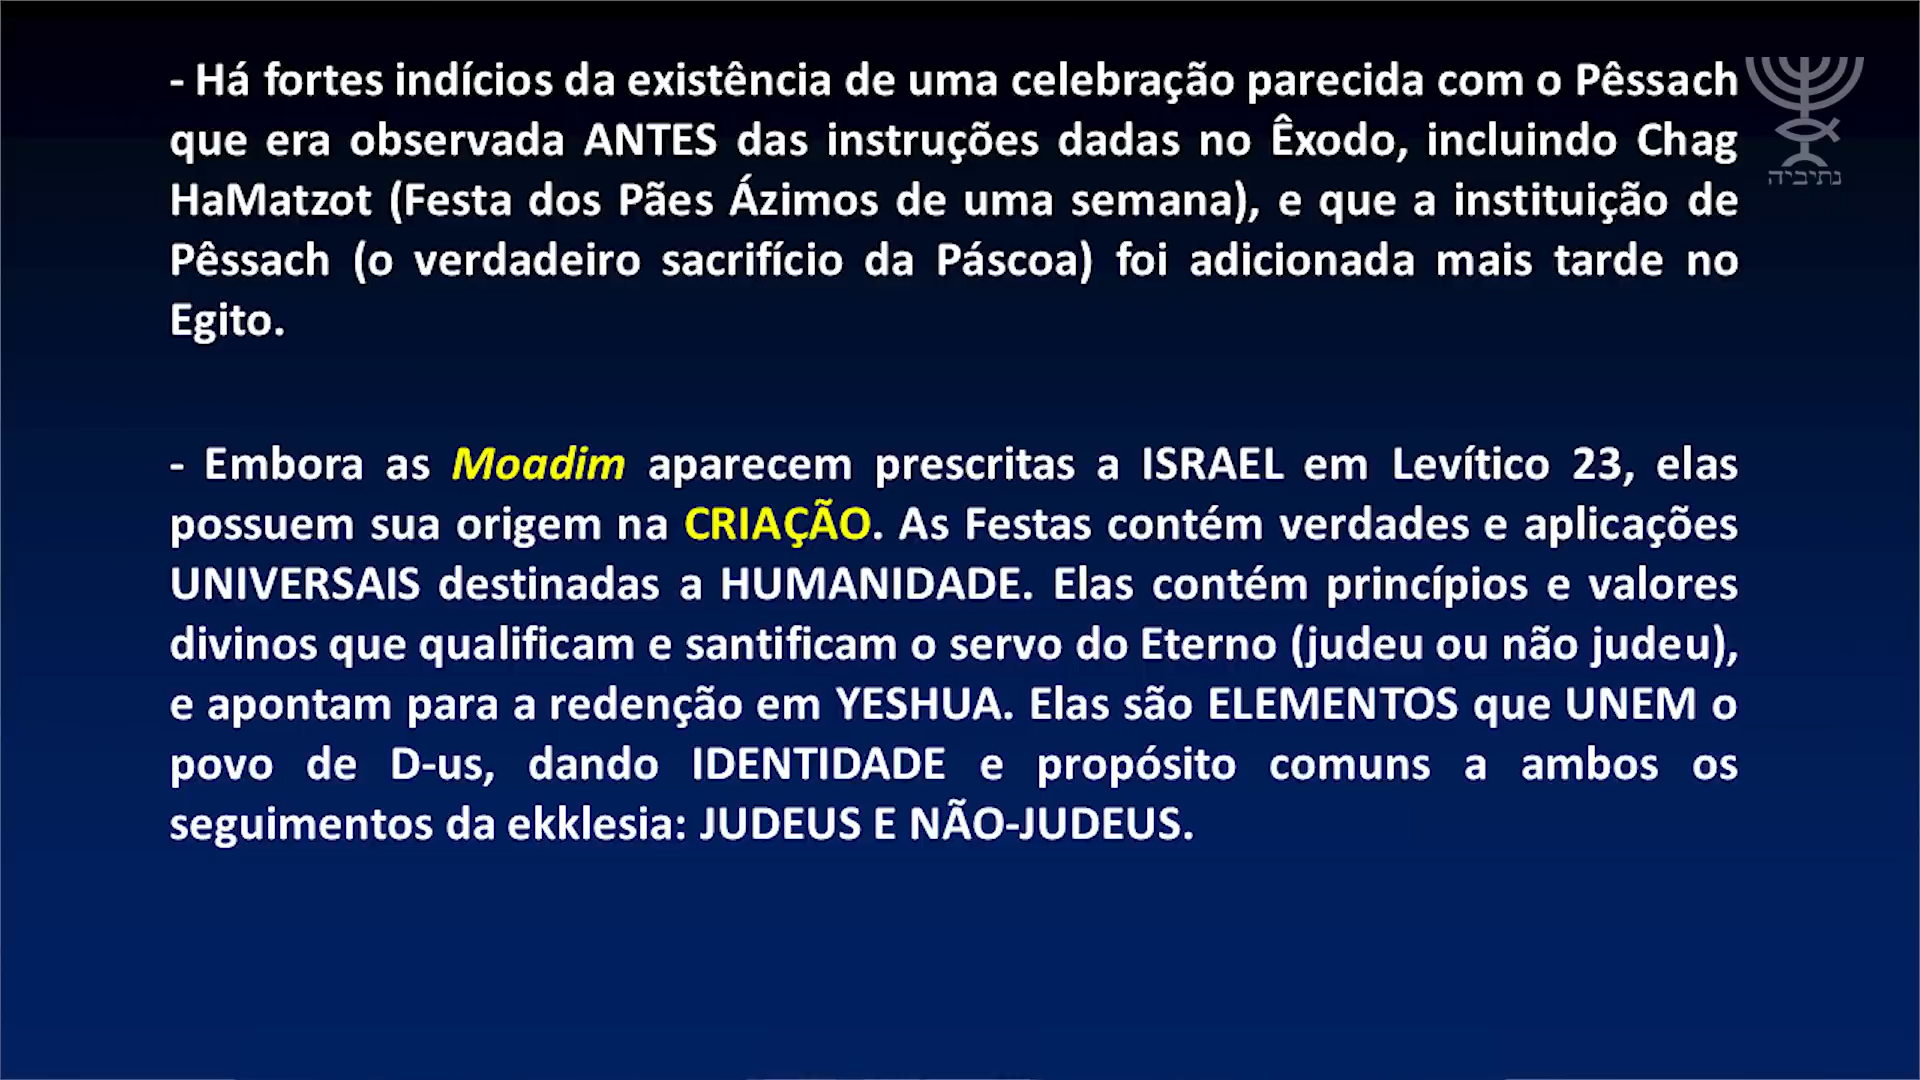 - Há fortes indícios da existência de uma celebração parecida com o Pêssach
que era observada ANTES das instruções dadas no Êxodo, incluindo Chag
HaMatzot (Festa dos Pães Ázimos de uma semana), e que a instituição de
Pêssach (o verdadeiro sacrifício da Páscoa) foi adicionada mais tarde no
Egito.
- Embora as Moadim aparecem prescritas a ISRAEL em Levítico 23, elas
possuem sua origem na CRIAÇÃO. As Festas contém verdades e aplicações
UNIVERSAIS destinadas a HUMANIDADE. Elas contém princípios e valores
divinos que qualificam e santificam o servo do Eterno (judeu ou não judeu),
e apontam para a redenção em YESHUA. Elas são ELEMENTOS que UNEM o
povo de D-us, dando IDENTIDADE e propósito comuns a ambos os
seguimentos da ekklesia: JUDEUS E NÃO-JUDEUS.
נתיביה